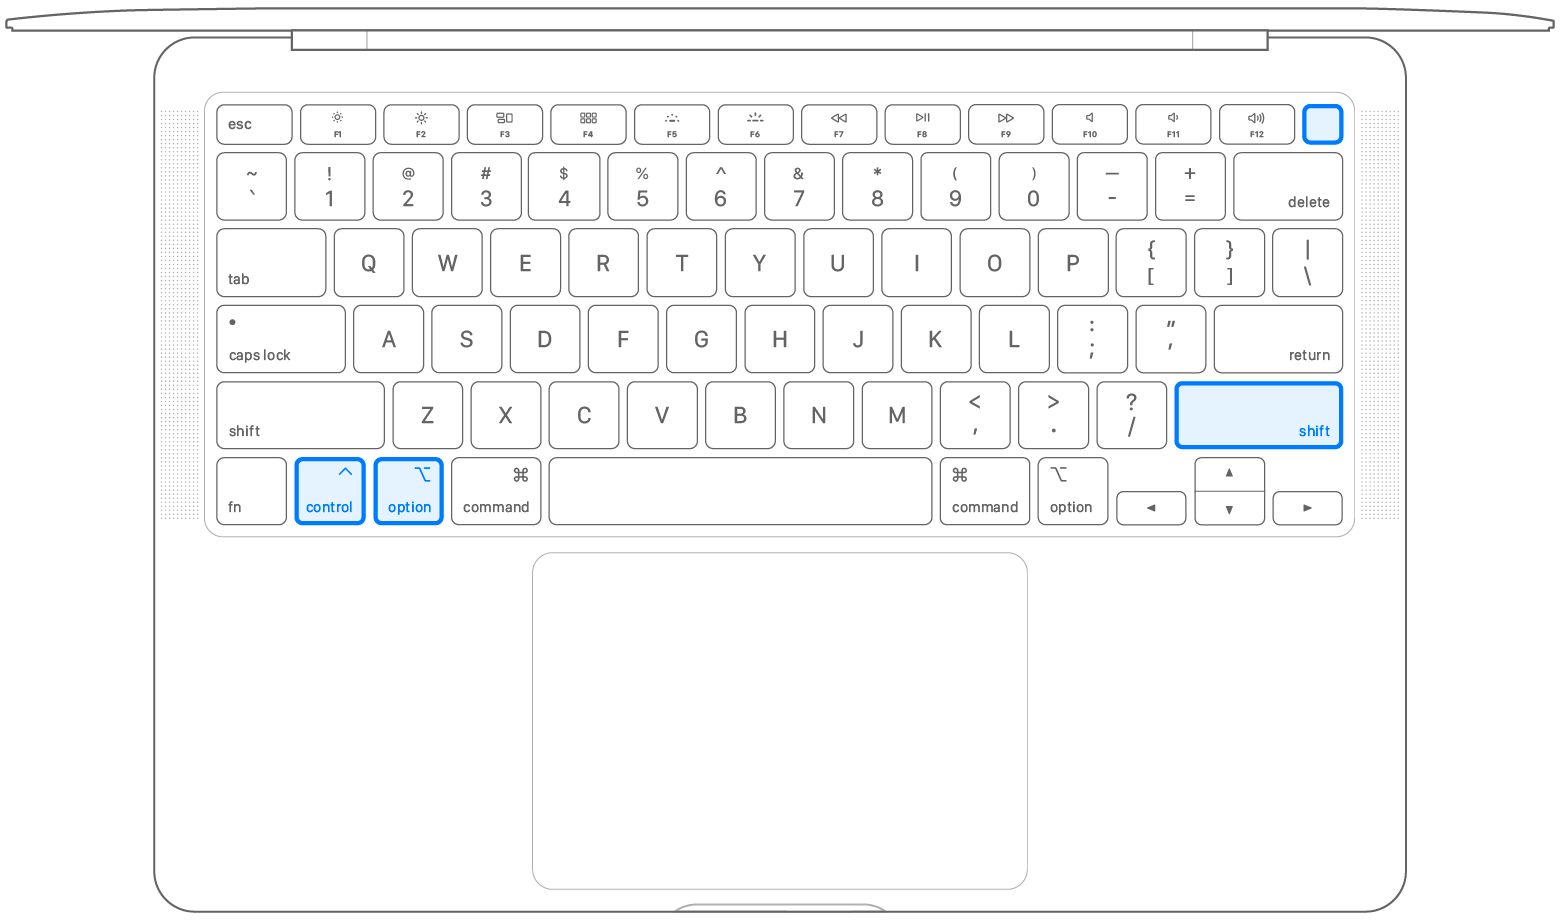 esc F1 F2 F3 F4 F5 F6 F7 F8 F9 F10 F11 F12
~ ! @ # $ % ^ & * ( ) — +
` 1 2 3 4 5 6 7 8 9 0 - = delete
tab Q W E R T Y U I O P { [ } ] | \
caps lock A S D F G H J K L : ; " ' return
shift Z X C V B N M < , > . ? / shift
fn ^ control ⌥ option ⌘ command ⌘ command ⌥ option ◀ ▲ ▼ ▶